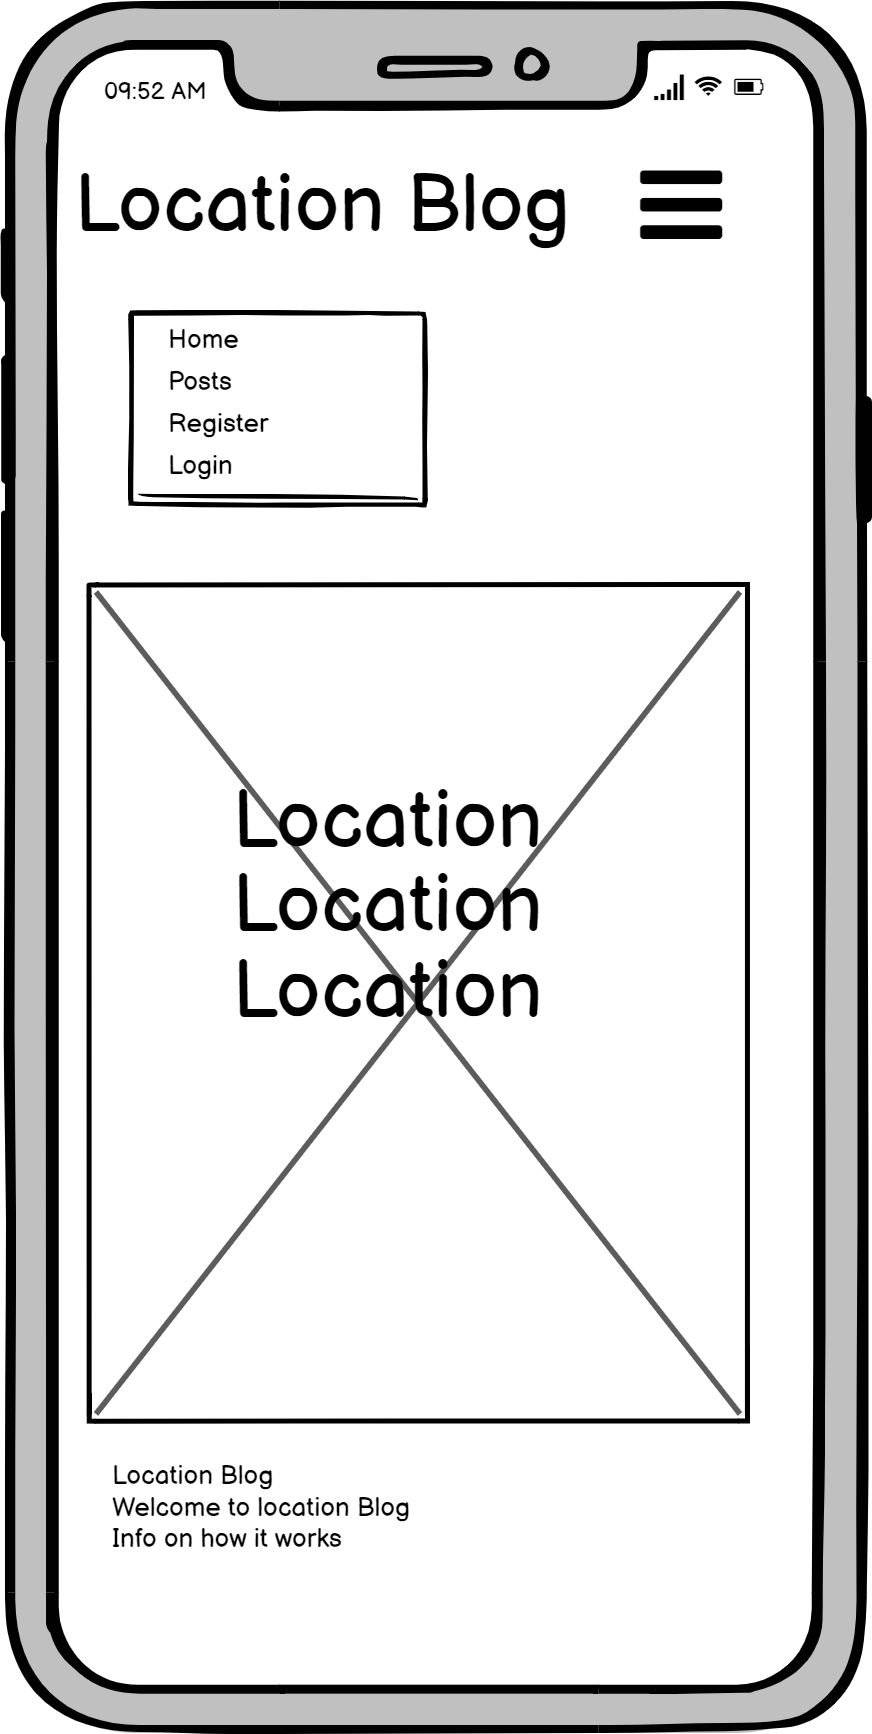 09:52 AM
Location Blog
Home
Posts
Register
Login
Location
Location
Location
Location Blog
Welcome to location Blog
Info on how it works